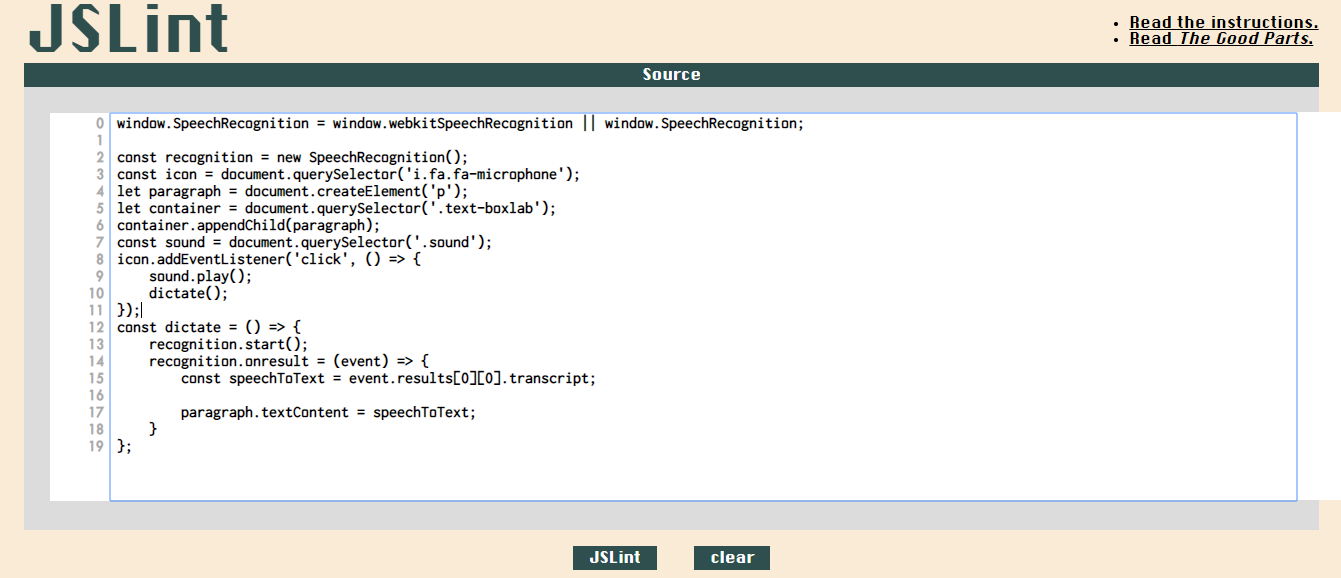 JSLint
• Read the instructions.
• Read The Good Parts.
Source
0 window.SpeechRecognition = window.webkitSpeechRecognition || window.SpeechRecognition;
1
2 const recognition = new SpeechRecognition();
3 const icon = document.querySelector('i.fa.fa-microphone');
4 let paragraph = document.createElement('p');
5 let container = document.querySelector('.text-boxlab');
6 container.appendChild(paragraph);
7 const sound = document.querySelector('.sound');
8 icon.addEventListener('click', () => {
9     sound.play();
10     dictate();
11 });
12 const dictate = () => {
13     recognition.start();
14     recognition.onresult = (event) => {
15         const speechToText = event.results[0][0].transcript;
16
17         paragraph.textContent = speechToText;
18     }
19 };
JSLint clear